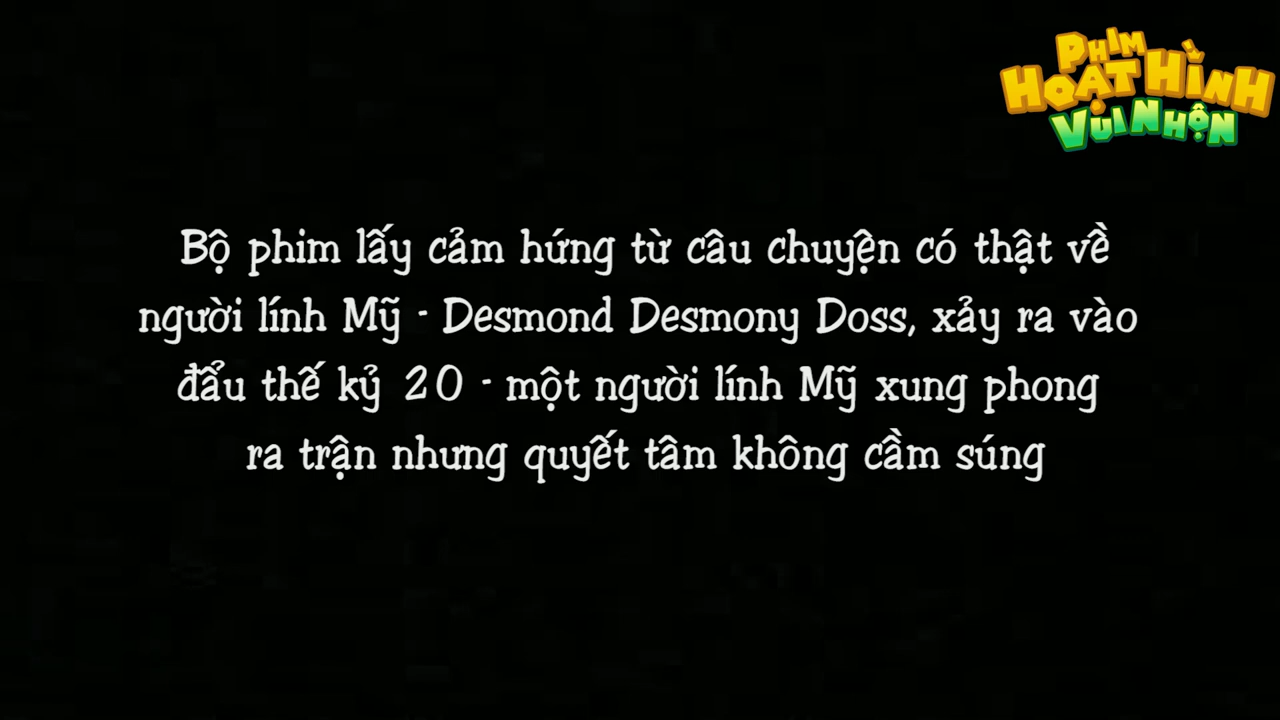 PHIM
HOẠT HÌNH
VUI NHỘN
Bộ phim lấy cảm hứng từ câu chuyện có thật về
người lính Mỹ - Desmond Desmony Doss, xảy ra vào
đầu thế kỷ 20 - một người lính Mỹ xung phong
ra trận nhưng quyết tâm không cầm súng